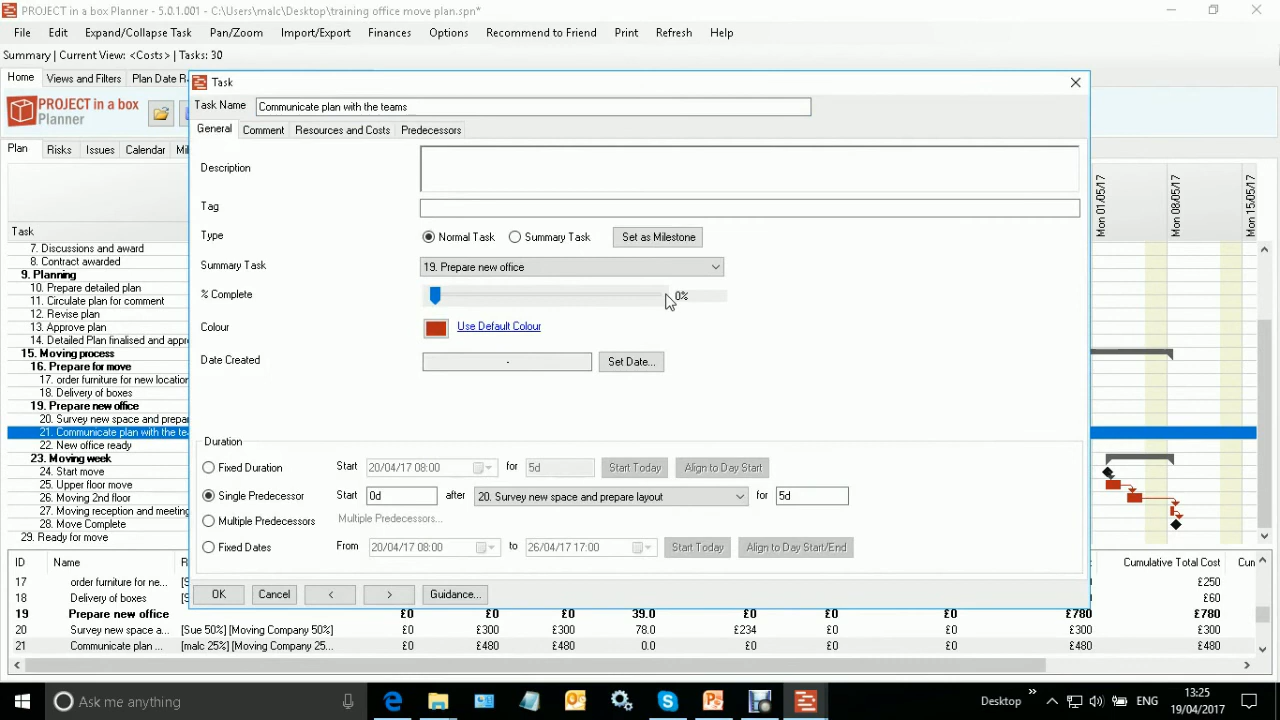 PROJECT in a box Planner - 5.0.1.001 - C:\Users\malc\Desktop\training office move plan.spn*
File Edit Expand/Collapse Task Pan/Zoom Import/Export Finances Options Recommend to Friend Print Refresh Help
Summary | Current View: <Costs> | Tasks: 30
Home Views and Filters Plan Date R
PROJECT in a box
Planner
Plan Risks Issues Calendar Mil
Task
7. Discussions and award
8. Contract awarded
9. Planning
10. Prepare detailed plan
11. Circulate plan for comment
12. Revise plan
13. Approve plan
14. Detailed Plan finalised and appro
15. Moving process
16. Prepare for move
17. order furniture for new location
18. Delivery of boxes
19. Prepare new office
20. Survey new space and prepar
21. Communicate plan with the tea
22. New office ready
23. Moving week
24. Start move
25. Upper floor move
26. Moving 2nd floor
27. Moving reception and meeting
28. Move Complete
29. Ready for move
Mon 01/05/17
Mon 08/05/17
Mon 15/05/17
Task
Task Name Communicate plan with the teams
General Comment Resources and Costs Predecessors
Description
Tag
Type Normal Task Summary Task Set as Milestone
Summary Task 19. Prepare new office
% Complete 0%
Colour Use Default Colour
Date Created - Set Date...
Duration
Fixed Duration Start 20/04/17 08:00 for 5d Start Today Align to Day Start
Single Predecessor Start 0d after 20. Survey new space and prepare layout for 5d
Multiple Predecessors Multiple Predecessors...
Fixed Dates From 20/04/17 08:00 to 26/04/17 17:00 Start Today Align to Day Start/End
OK Cancel < > Guidance...
ID Name R Cumulative Total Cost Cun
17 order furniture for ne... [S £250
18 Delivery of boxes [S £60
19 Prepare new office £0 £0 £0 39.0 £780 £0 £0 £780
20 Survey new space a... [Sue 50%] [Moving Company 50%] £0 £300 £300 78.0 £234 £0 £0 £300
21 Communicate plan ... [malc 25%] [Moving Company 25... £0 £480 £480 0.0 £0 £0 £0 £480
Ask me anything Desktop ENG 13:25
19/04/2017